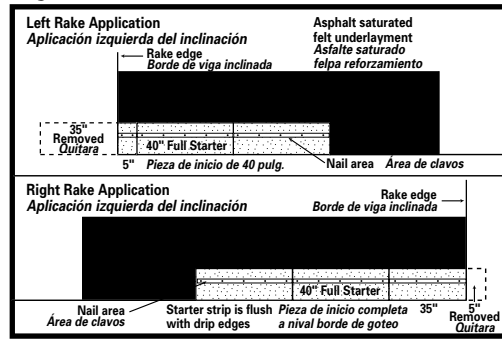 Left Rake Application
Aplicación izquierda del inclinación
Rake edge
Borde de viga inclinada
Asphalt saturated
felt underlayment
Asfalte saturado
felpa reforzamiento
35"
Removed
Quitara
40" Full Starter
5"
Pieza de inicio de 40 pulg.
Nail area
Área de clavos
Right Rake Application
Aplicación izquierda del inclinación
Rake edge
Borde de viga inclinada
40" Full Starter
Nail area
Área de clavos
Starter strip is flush
with drip edges
Pieza de inicio completa
a nival borde de goteo
35"
5"
Removed
Quitara